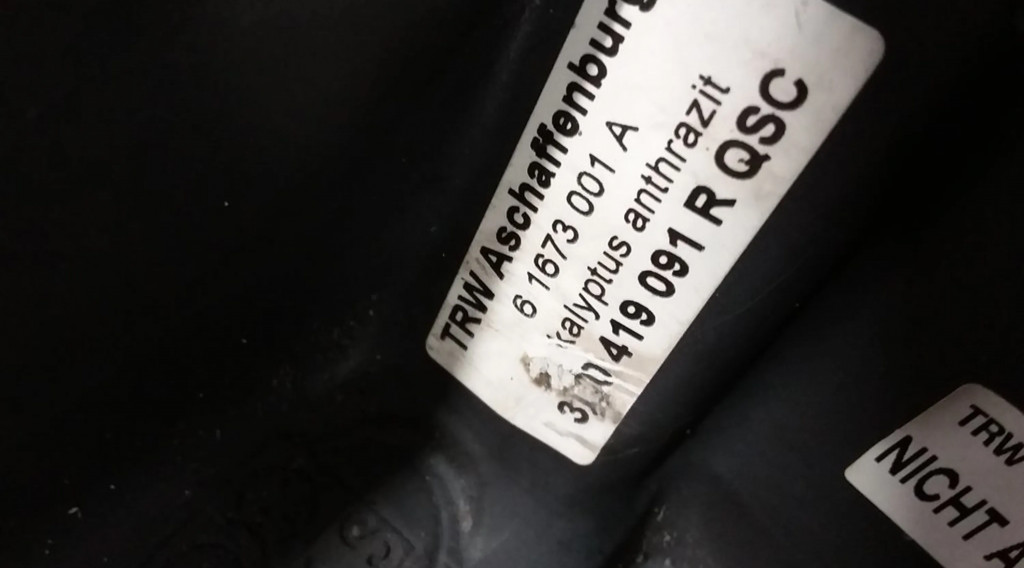 TRW Aschaffenburg
6 1673 001 A
kalyptus anthrazit
419 091 R QSC
TRW
NICHT A